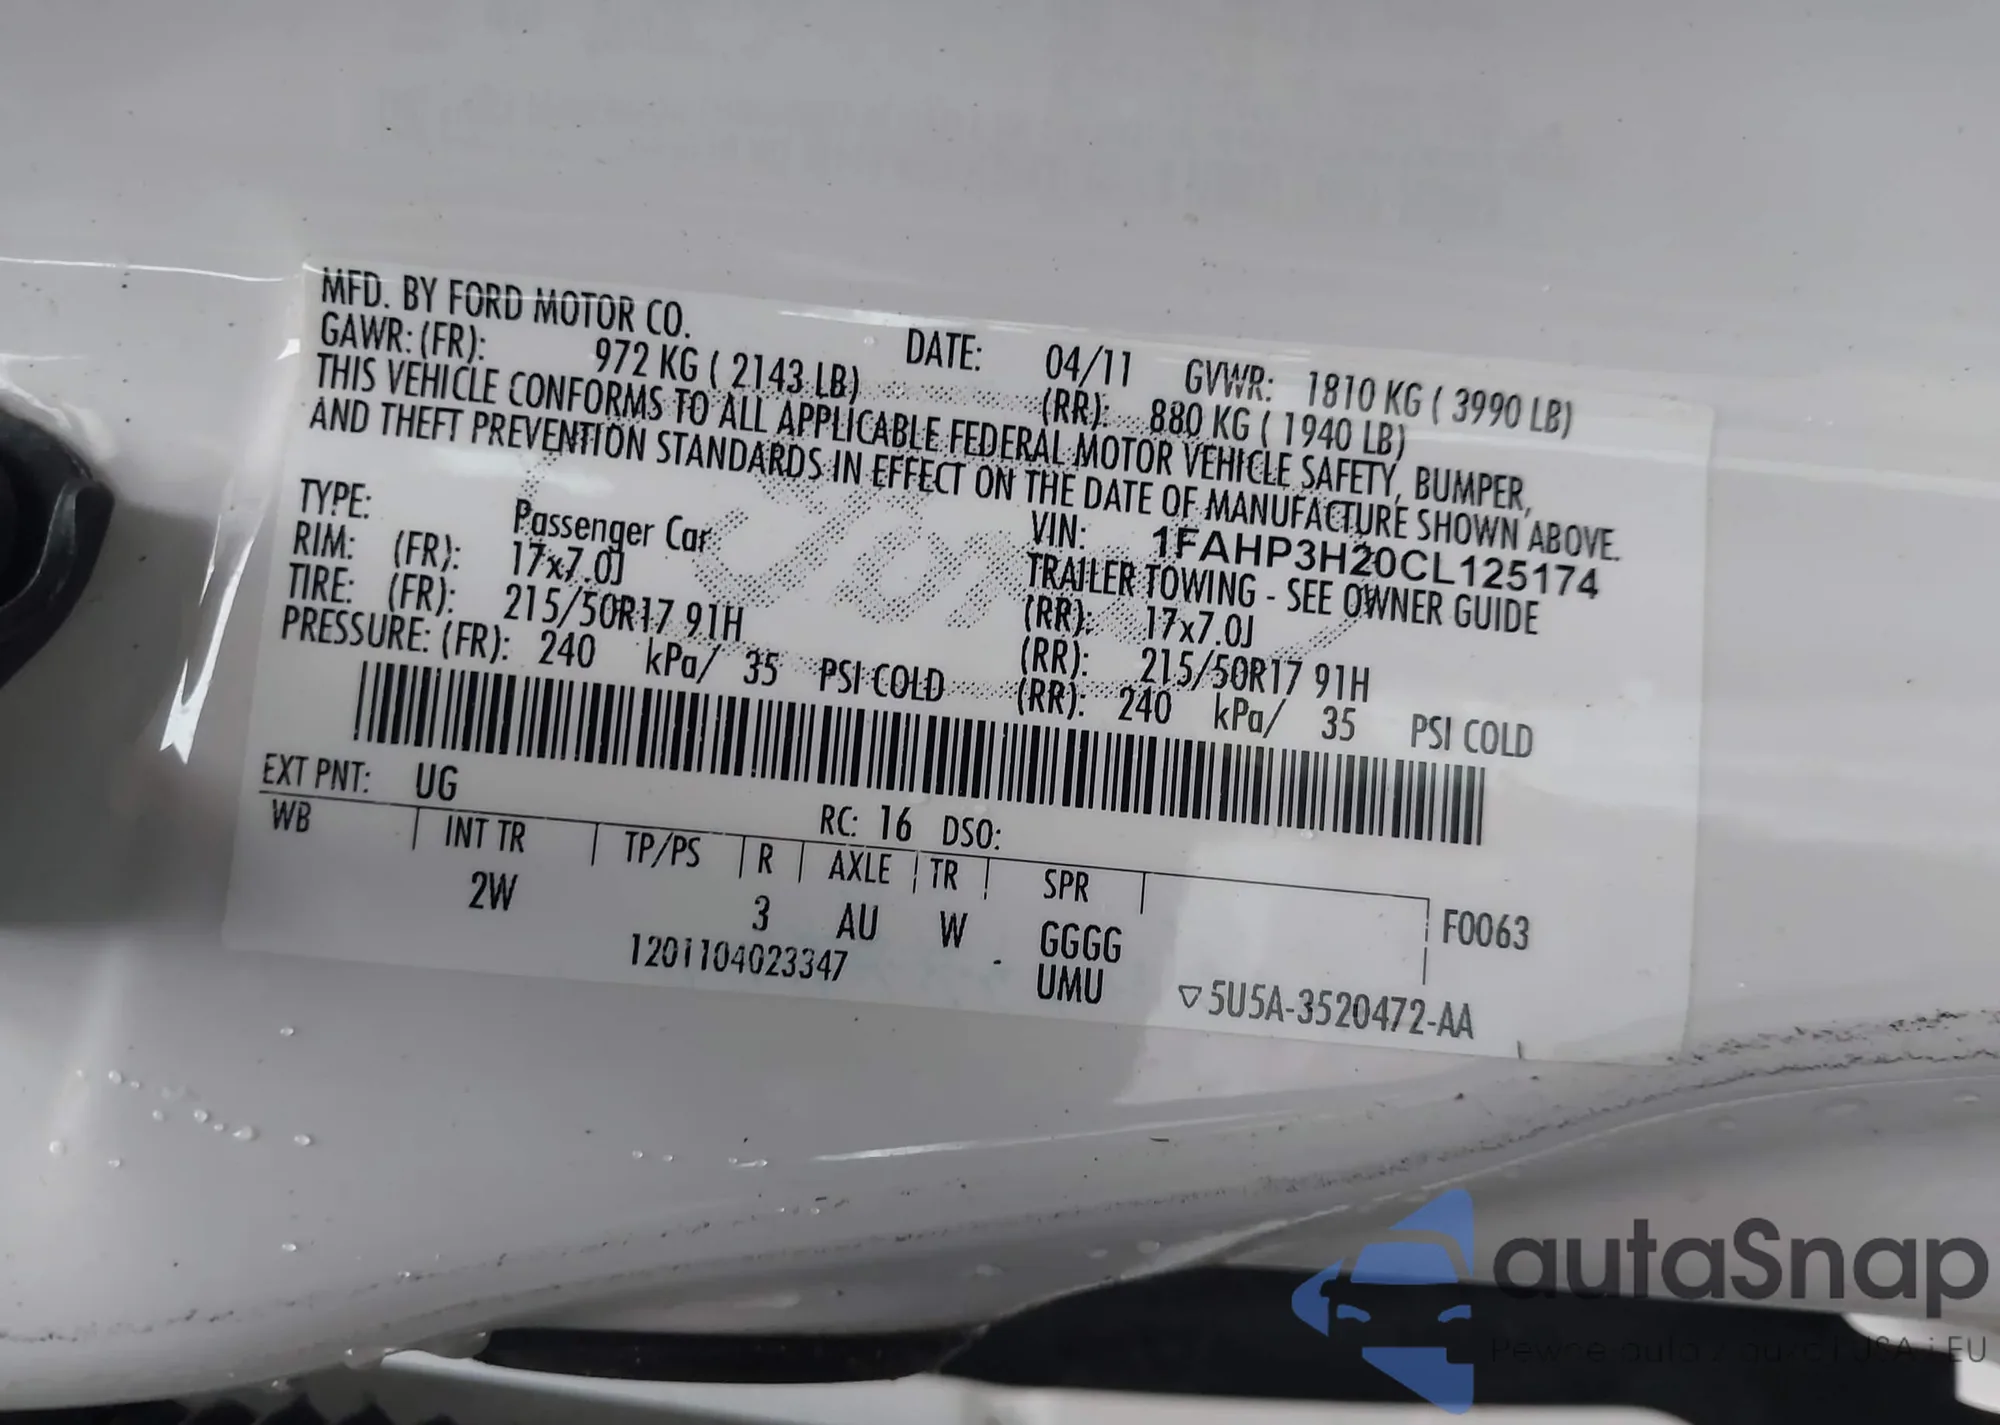 MFD. BY FORD MOTOR CO. DATE: 04/11 GVWR: 1810 KG ( 3990 LB)
GAWR: (FR): 972 KG ( 2143 LB) (RR): 880 KG ( 1940 LB)
THIS VEHICLE CONFORMS TO ALL APPLICABLE FEDERAL MOTOR VEHICLE SAFETY, BUMPER,
AND THEFT PREVENTION STANDARDS IN EFFECT ON THE DATE OF MANUFACTURE SHOWN ABOVE.
VIN: 1FAHP3H20CL125174
TYPE: Passenger Car TRAILER TOWING - SEE OWNER GUIDE
RIM: (FR): 17x7.0J (RR): 17x7.0J
TIRE: (FR): 215/50R17 91H (RR): 215/50R17 91H
PRESSURE: (FR): 240 kPa/ 35 PSI COLD (RR): 240 kPa/ 35 PSI COLD
EXT PNT: UG RC: 16 DSO:
WB INT TR TP/PS R AXLE TR SPR
2W 3 AU W GGGG F0063
1201104023347 UMU ▽5U5A-3520472-AA
autaSnap
Pewne auta z aukcji USA i EU